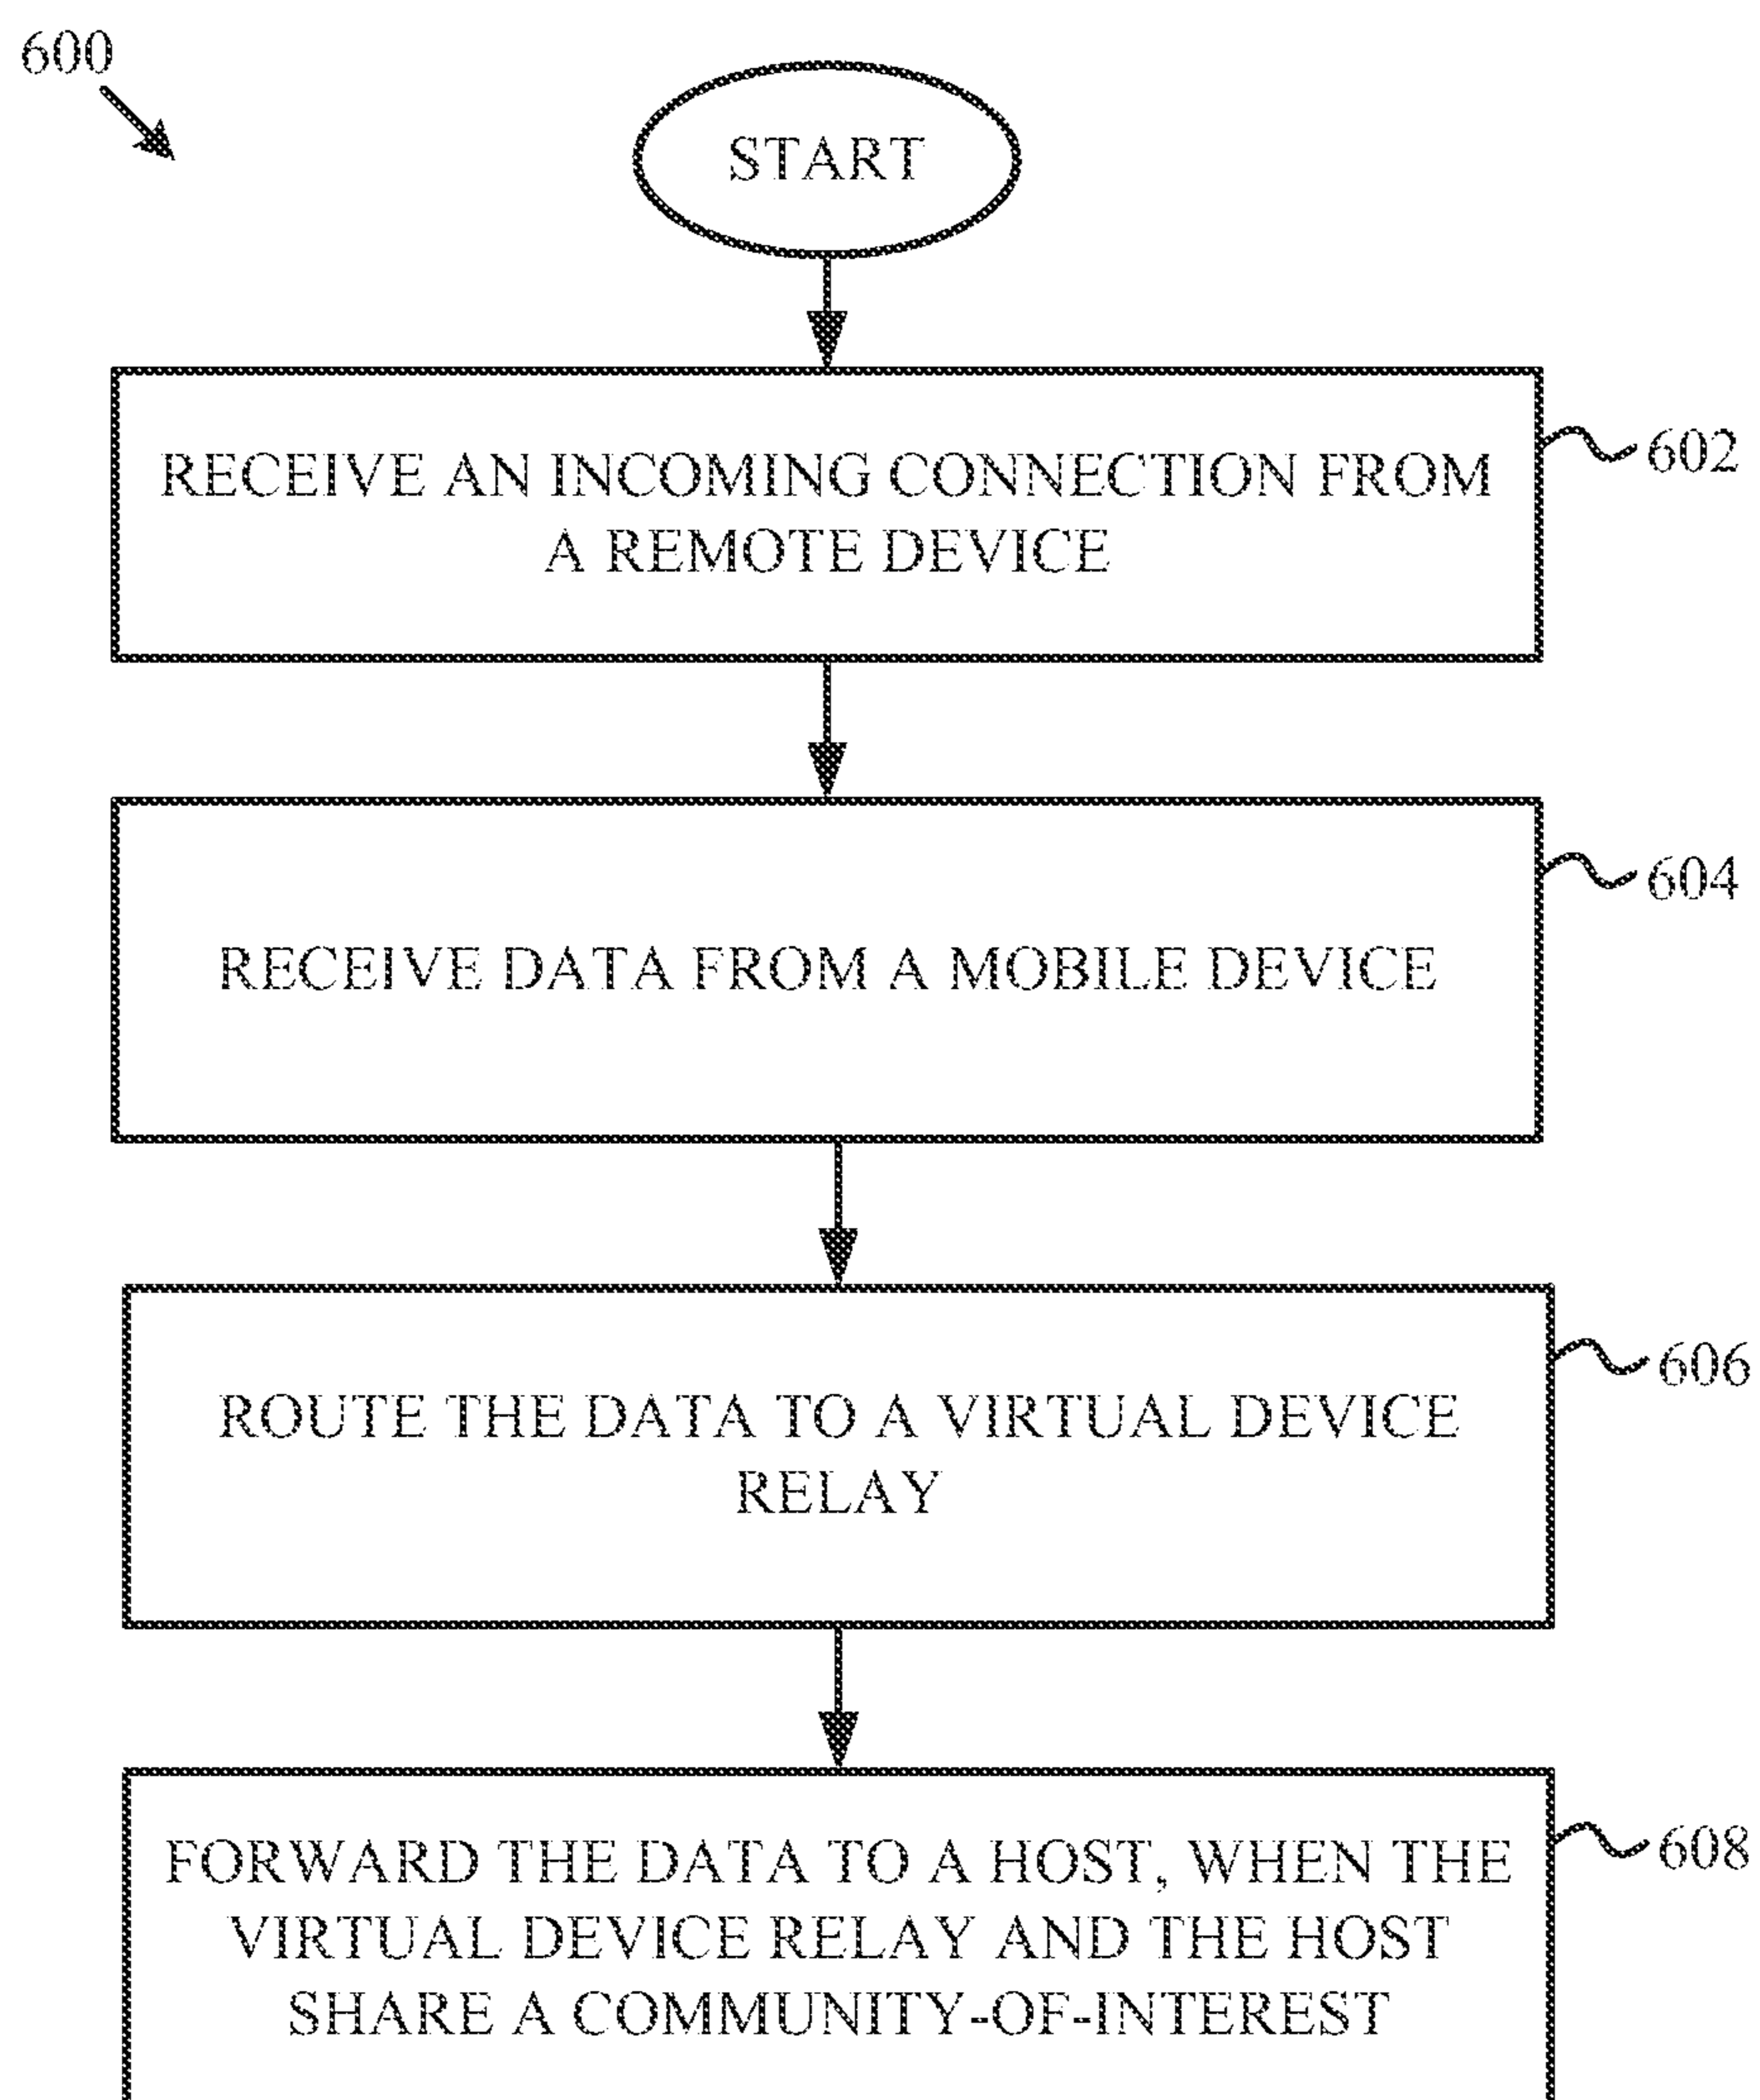 600
START
RECEIVE AN INCOMING CONNECTION FROM
A REMOTE DEVICE
602
RECEIVE DATA FROM A MOBILE DEVICE
604
ROUTE THE DATA TO A VIRTUAL DEVICE
RELAY
606
FORWARD THE DATA TO A HOST, WHEN THE
VIRTUAL DEVICE RELAY AND THE HOST
SHARE A COMMUNITY-OF-INTEREST
608